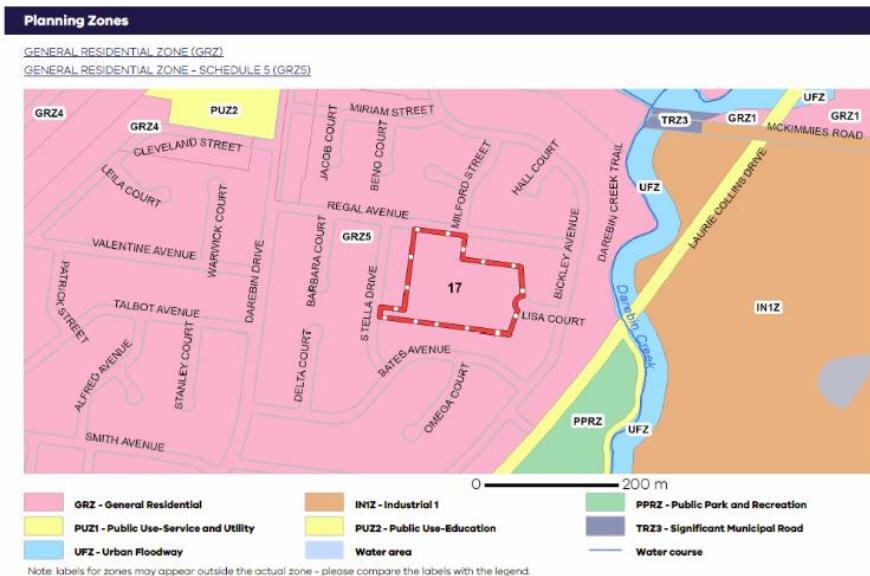 Planning Zones
GENERAL RESIDENTIAL ZONE (GRZ)
GENERAL RESIDENTIAL ZONE - SCHEDULE 5 (GRZ5)
GRZ4
PUZ2
MIRIAM STREET
UFZ
GRZ4
TRZ3
GRZ1
GRZ1
MCKIMMIES ROAD
CLEVELAND STREET
JACOB COURT
BENO COURT
MILFORD STREET
HALL COURT
DAREBIN CREEK TRAIL
UFZ
LEILA COURT
WARWICK COURT
REGAL AVENUE
LAURIE COLLINS DRIVE
VALENTINE AVENUE
DAREBIN DRIVE
BARBARA COURT
GRZ5
BICKLEY AVENUE
PATRICK STREET
17
TALBOT AVENUE
STELLA DRIVE
LISA COURT
Darebin Creek
IN1Z
ALFRED AVENUE
STANLEY COURT
DELTA COURT
BATES AVENUE
OMEGA COURT
PPRZ
UFZ
SMITH AVENUE
0 200 m
GRZ - General Residential
IN1Z - Industrial 1
PPRZ - Public Park and Recreation
PUZ1 - Public Use-Service and Utility
PUZ2 - Public Use-Education
TRZ3 - Significant Municipal Road
UFZ - Urban Floodway
Water area
Water course
Note: labels for zones may appear outside the actual zone - please compare the labels with the legend.